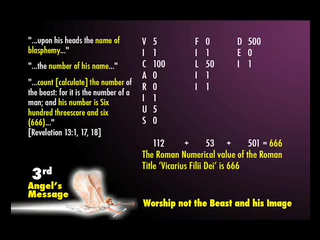 "...upon his heads the name of
blasphemy..."
"...the number of his name..."
"...count [calculate] the number of
the beast: for it is the number of a
man; and his number is Six
hundred threescore and six
(666)..."
[Revelation 13:1, 17, 18]
V 5 F 0 D 500
I 1 I 1 E 0
C 100 L 50 I 1
A 0 I 1
R 0 I 1
I 1
U 5
S 0
112 + 53 + 501 = 666
The Roman Numerical value of the Roman
Title 'Vicarius Filii Dei' is 666
3rd
Angel's
Message
Worship not the Beast and his Image